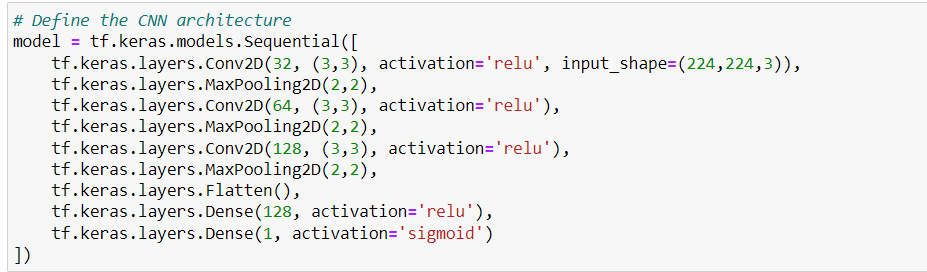 # Define the CNN architecture
model = tf.keras.models.Sequential([
    tf.keras.layers.Conv2D(32, (3,3), activation='relu', input_shape=(224,224,3)),
    tf.keras.layers.MaxPooling2D(2,2),
    tf.keras.layers.Conv2D(64, (3,3), activation='relu'),
    tf.keras.layers.MaxPooling2D(2,2),
    tf.keras.layers.Conv2D(128, (3,3), activation='relu'),
    tf.keras.layers.MaxPooling2D(2,2),
    tf.keras.layers.Flatten(),
    tf.keras.layers.Dense(128, activation='relu'),
    tf.keras.layers.Dense(1, activation='sigmoid')
])